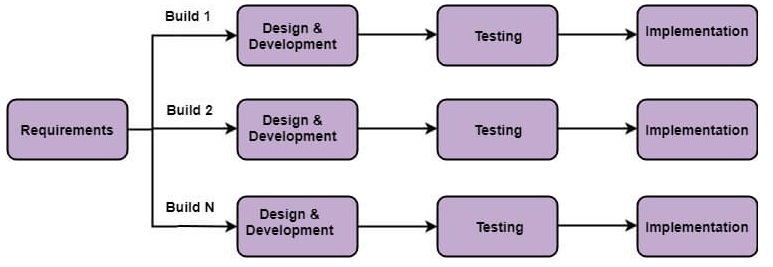 Build 1
Design &
Development
Testing
Implementation
Requirements
Build 2
Design &
Development
Testing
Implementation
Build N
Design &
Development
Testing
Implementation